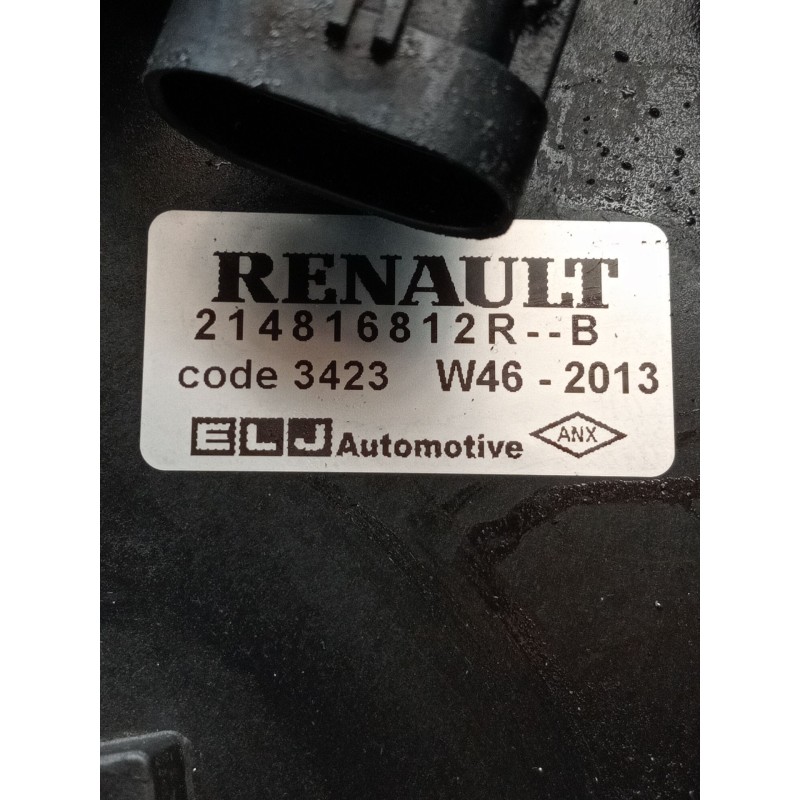 RENAULT
214816812R--B
code 3423 W46 - 2013
ELJ Automotive ANX